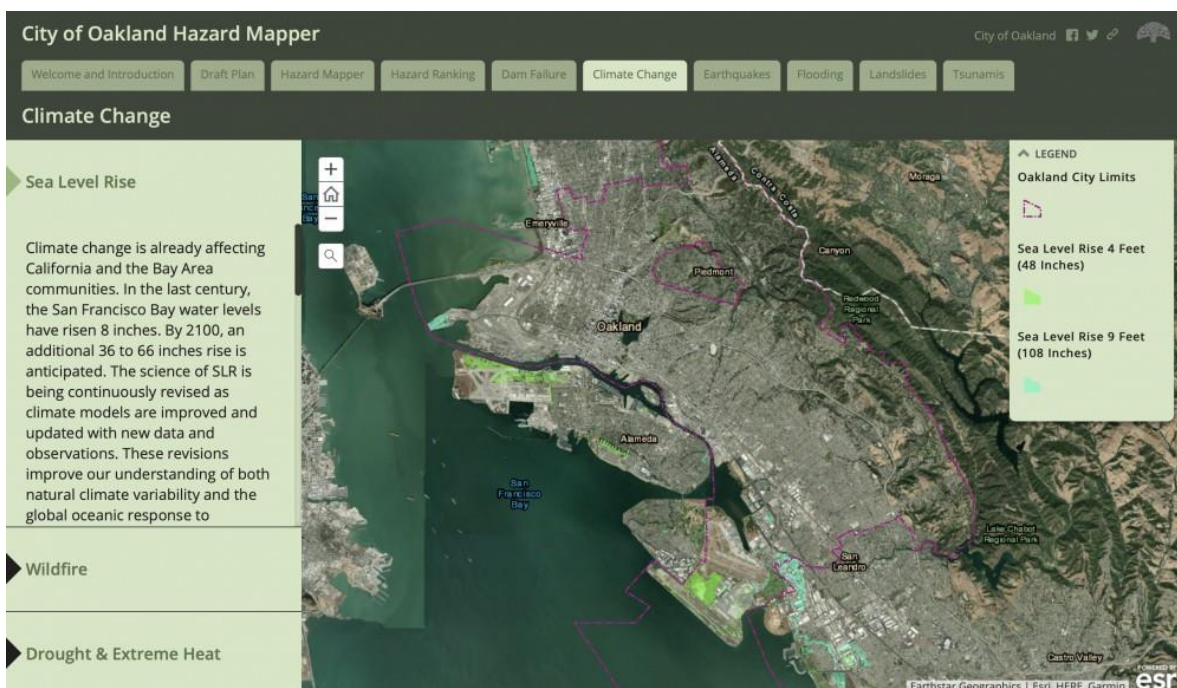 City of Oakland Hazard Mapper
City of Oakland
Welcome and Introduction
Draft Plan
Hazard Mapper
Hazard Ranking
Dam Failure
Climate Change
Earthquakes
Flooding
Landslides
Tsunamis
Climate Change
Sea Level Rise
Climate change is already affecting
California and the Bay Area
communities. In the last century,
the San Francisco Bay water levels
have risen 8 inches. By 2100, an
additional 36 to 66 inches rise is
anticipated. The science of SLR is
being continuously revised as
climate models are improved and
updated with new data and
observations. These revisions
improve our understanding of both
natural climate variability and the
global oceanic response to
Wildfire
Drought & Extreme Heat
Alameda
Contra Costa
Moraga
Emeryville
Canyon
Piedmont
Redwood
Regional
Park
Oakland
Alameda
San
Francisco
Bay
San
Leandro
Lake Chabot
Regional Park
Castro Valley
LEGEND
Oakland City Limits
Sea Level Rise 4 Feet
(48 Inches)
Sea Level Rise 9 Feet
(108 Inches)
Earthstar Geographics | Esri, HERE, Garmin
POWERED BY
esri